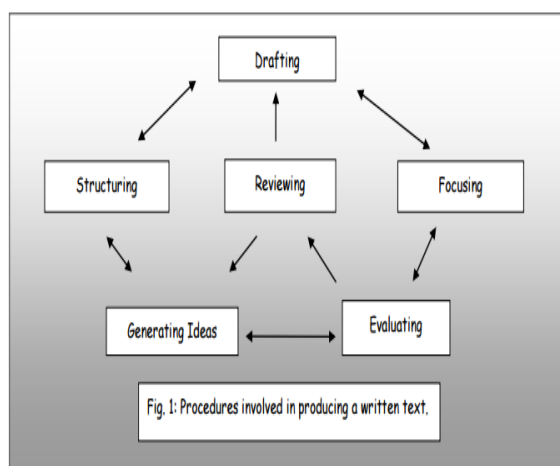 Drafting
Structuring
Reviewing
Focusing
Generating Ideas
Evaluating
Fig. 1: Procedures involved in producing a written text.